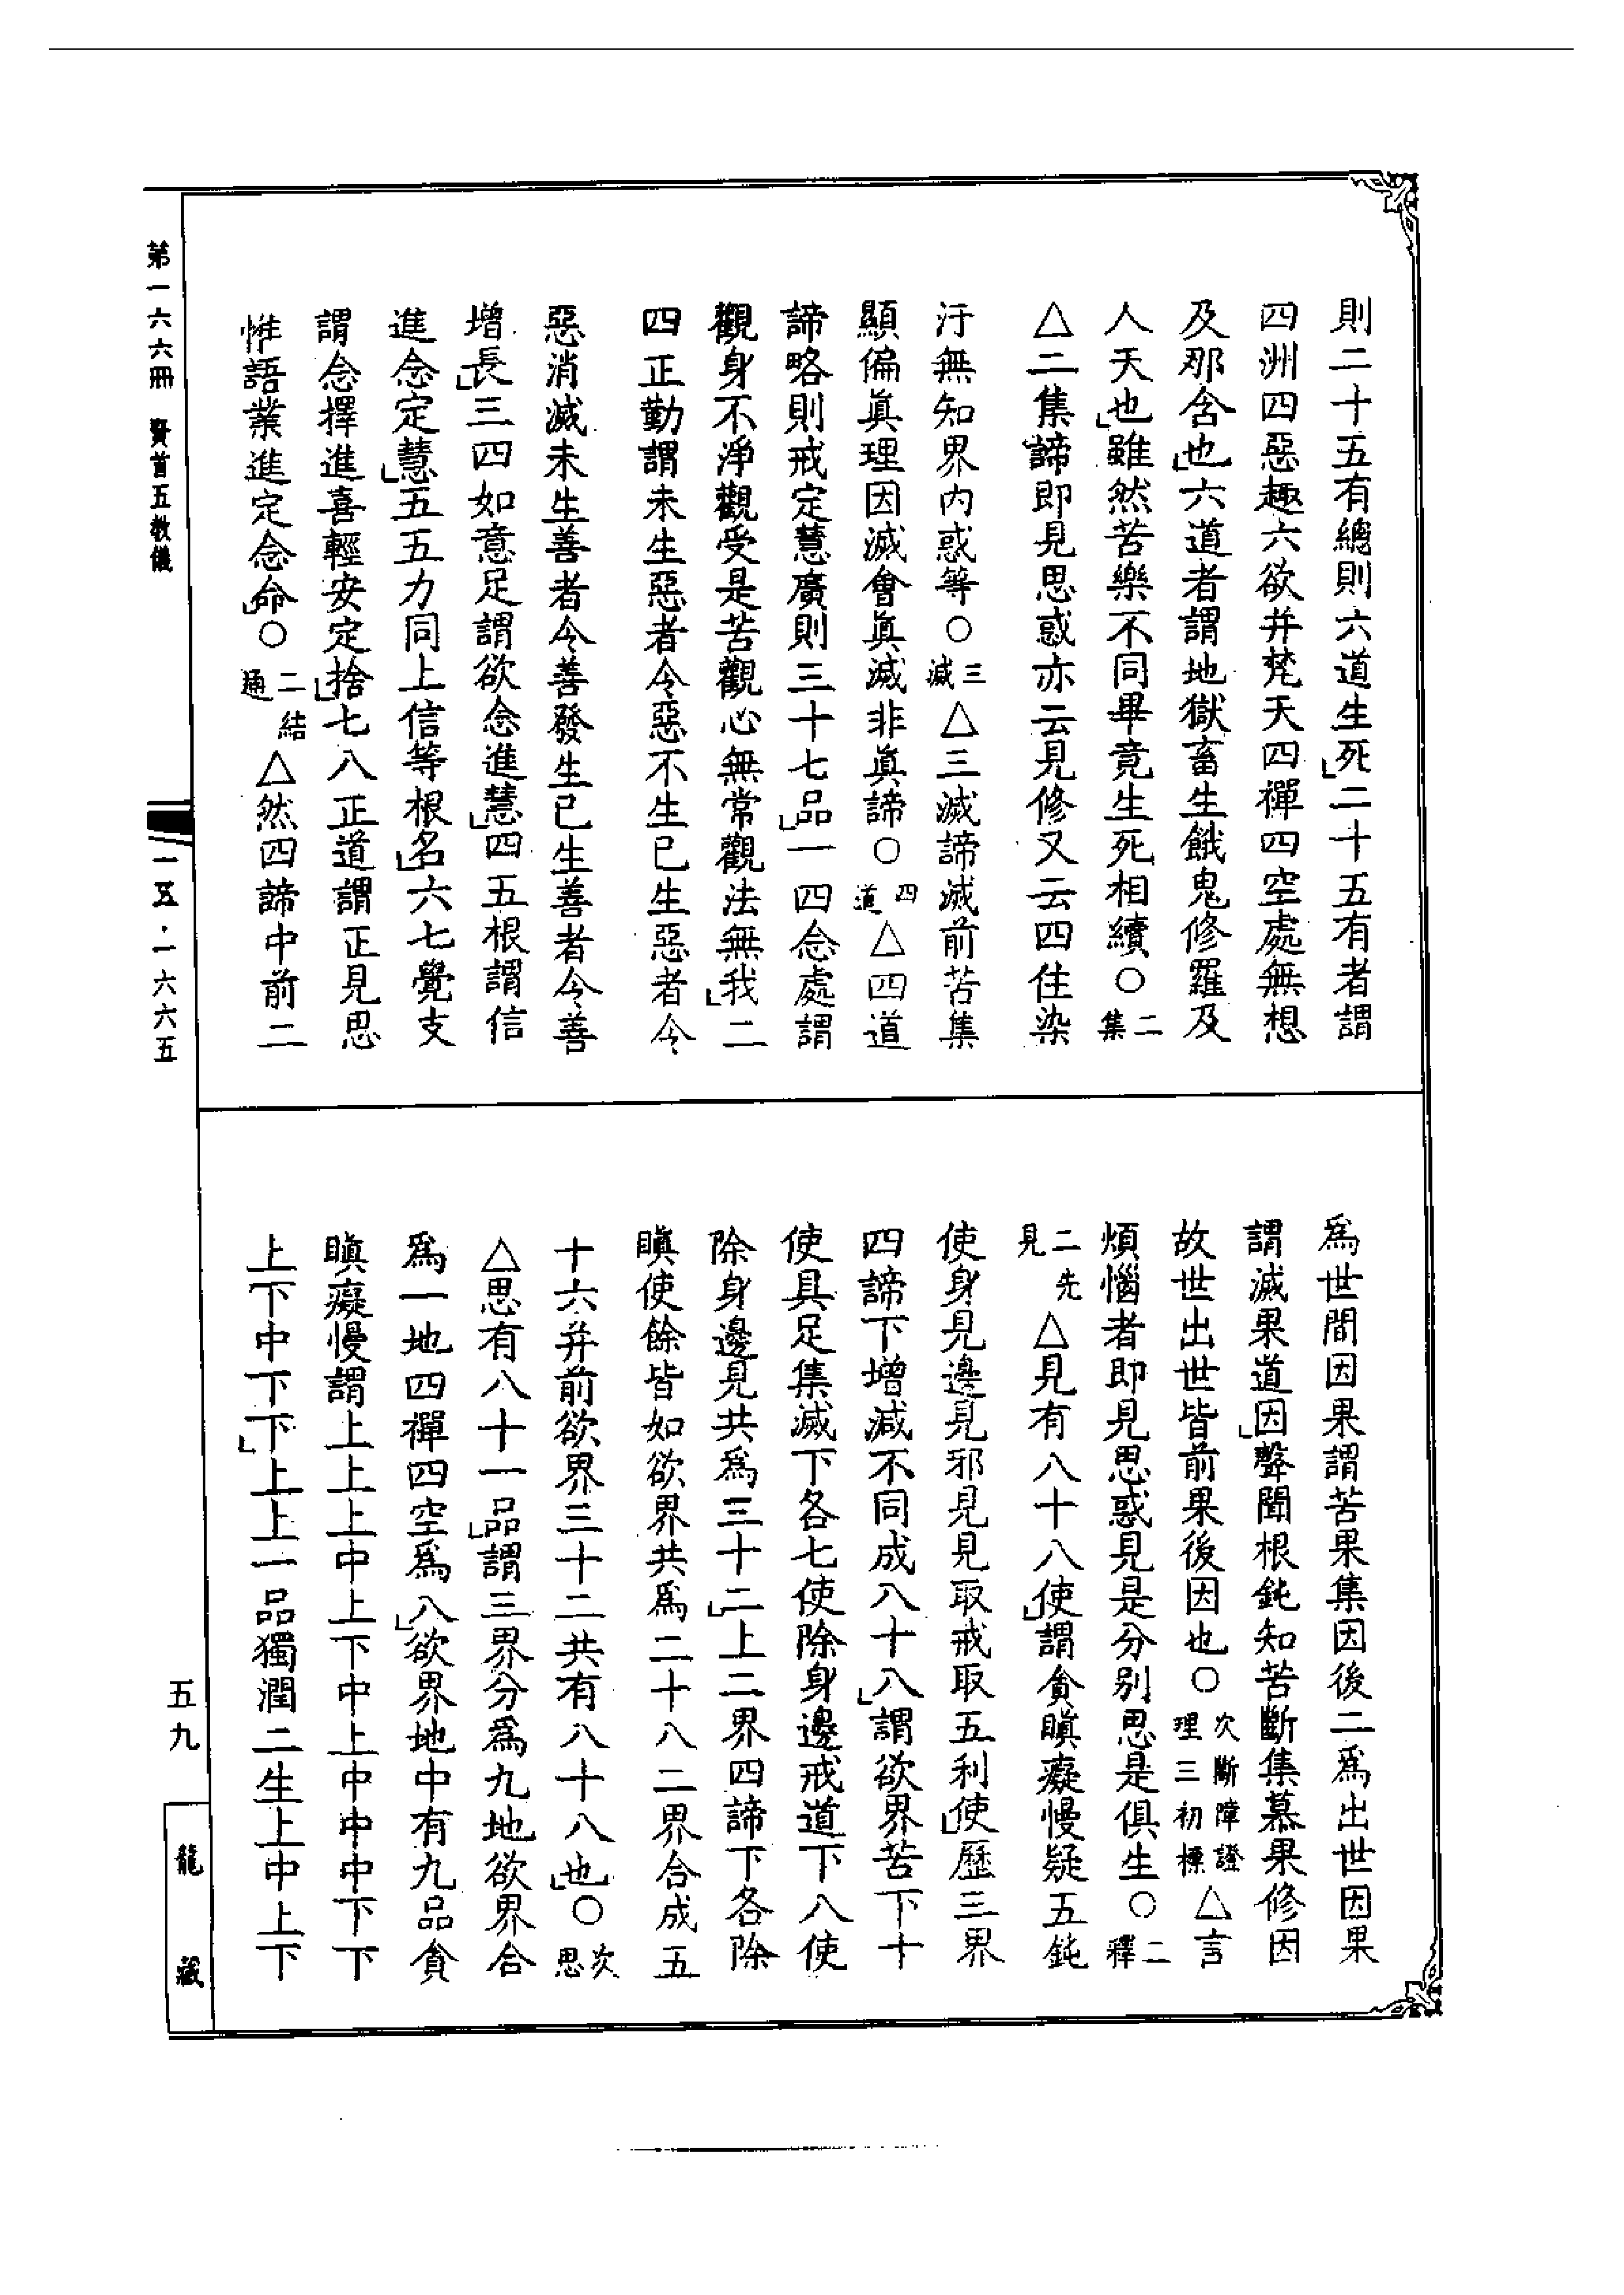 則二十五有總則六道生死」二十五有者謂
四洲四惡趣六欲并梵天四禪四空處無想
及那含」也六道者謂地獄畜生餓鬼修羅及
人天」也雖然苦樂不同畢竟生死相續○二集
△二集諦即見思惑亦云見修又云四住染
汙無知界內惑等○三滅△三滅諦滅前苦集
顯偏眞理因滅會眞滅非眞諦○四道△四道
諦略則戒定慧廣則三十七」品一四念處謂
觀身不淨觀受是苦觀心無常觀法無」我二
四正勤謂未生惡者令惡不生已生惡者令
惡消滅未生善者令善發生已生善者令善
增」長三四如意足謂欲念進」慧四五根謂信
進念定」慧五五力同上信等根」名六七覺支
謂念擇進喜輕安定」捨七八正道謂正見思
惟語業進定念」命○二結通△然四諦中前二
爲世間因果謂苦果集因後二爲出世因果
謂滅果道」因聲聞根鈍知苦斷集慕果修因
故世出世皆前果後因也○次斷障證理三初標△言
煩惱者即見思惑見是分別思是俱生○二釋
二先見△見有八十八」使謂貪瞋癡慢疑五鈍
使身見邊見邪見見取戒取五利」使歷三界
四諦下增減不同成八十」八謂欲界苦下十
使具足集滅下各七使除身邊戒道下八使
除身邊見共爲三十」二上二界四諦下各除
瞋使餘皆如欲界共爲二十八二界合成五
十六并前欲界三十二共有八十八」也○次思
△思有八十一」品謂三界分爲九地欲界合
爲一地四禪四空爲」八欲界地中有九品貪
瞋癡慢謂上上上中上下中上中中中下下
上下中下」下上上一品獨潤二生上中上下
第一六六冊 賢首五教儀
一五·一六六五
五九
龍藏